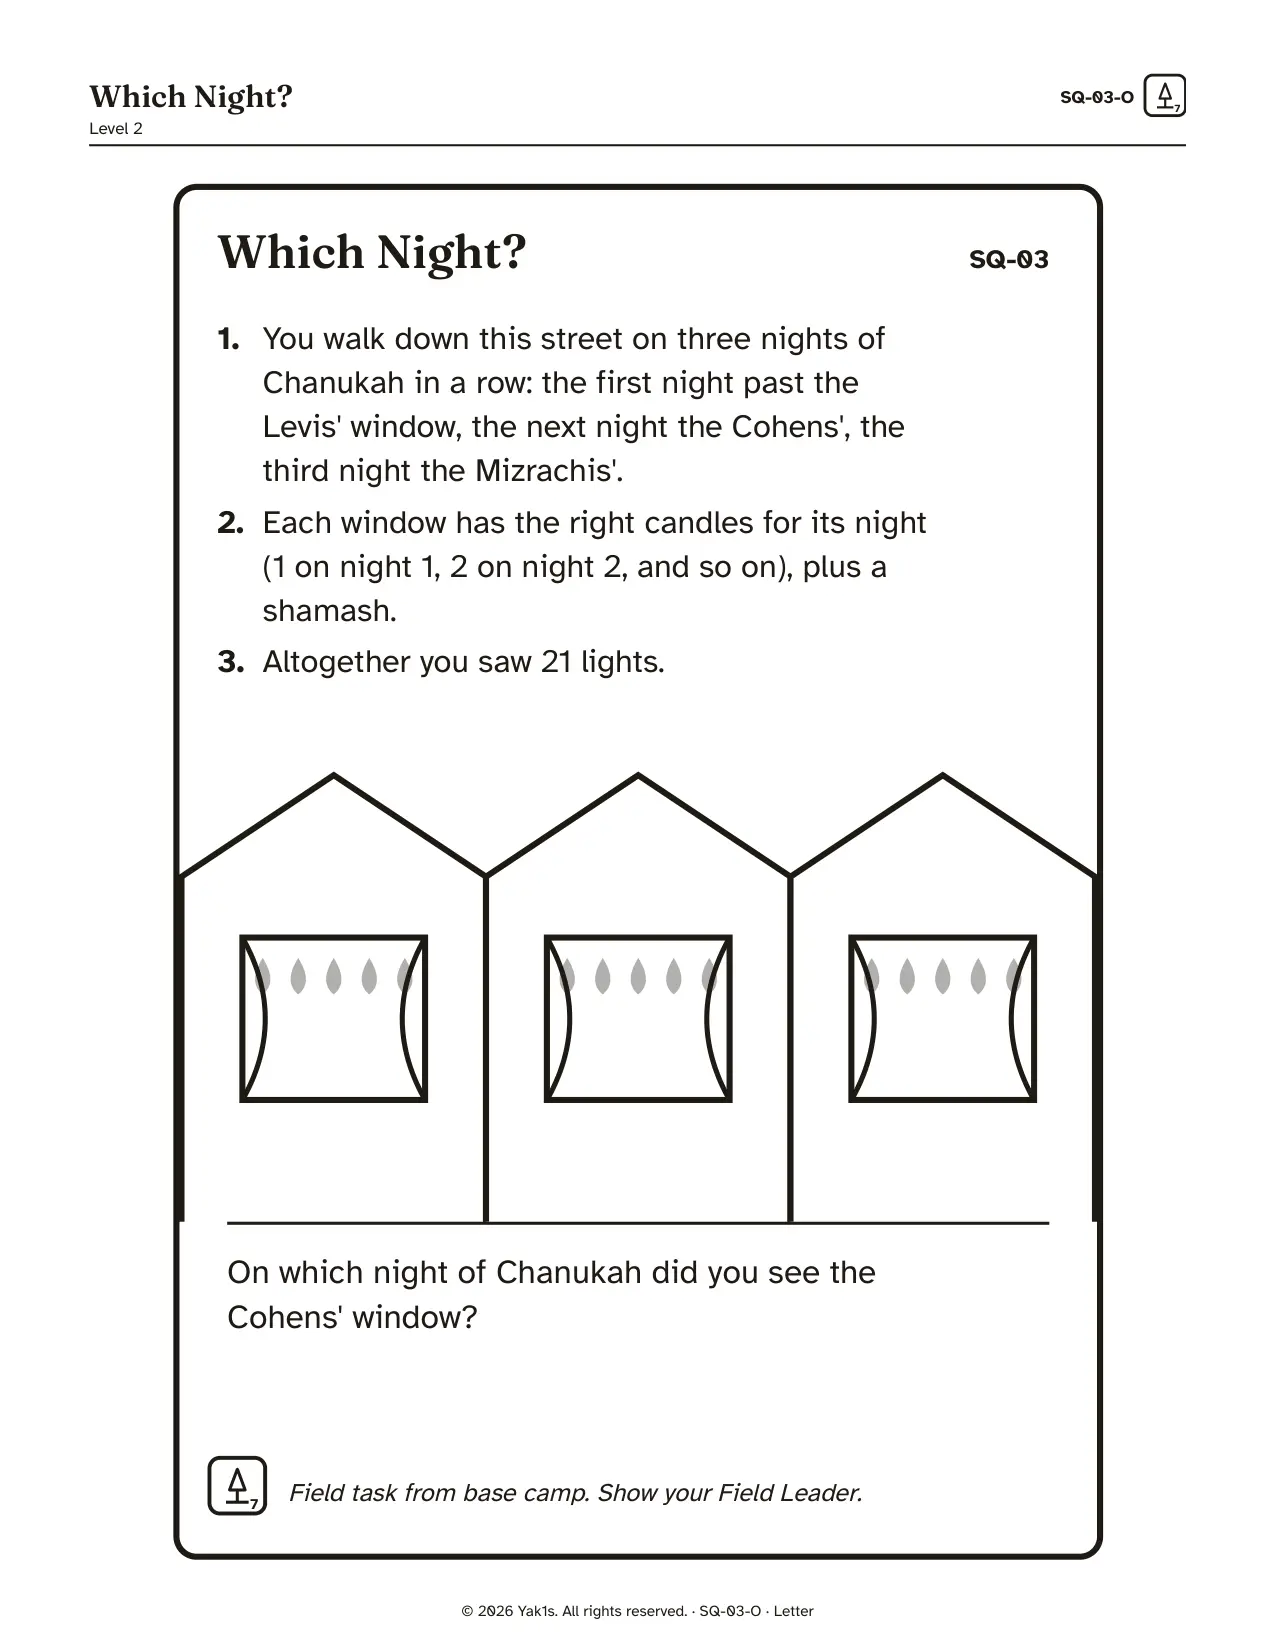 Which Night?
SQ-03-O
7
Level 2
Which Night?
SQ-03
1. You walk down this street on three nights of
Chanukah in a row: the first night past the
Levis' window, the next night the Cohens', the
third night the Mizrachis'.
2. Each window has the right candles for its night
(1 on night 1, 2 on night 2, and so on), plus a
shamash.
3. Altogether you saw 21 lights.
On which night of Chanukah did you see the
Cohens' window?
7
Field task from base camp. Show your Field Leader.
© 2026 Yak1s. All rights reserved. · SQ-03-O · Letter